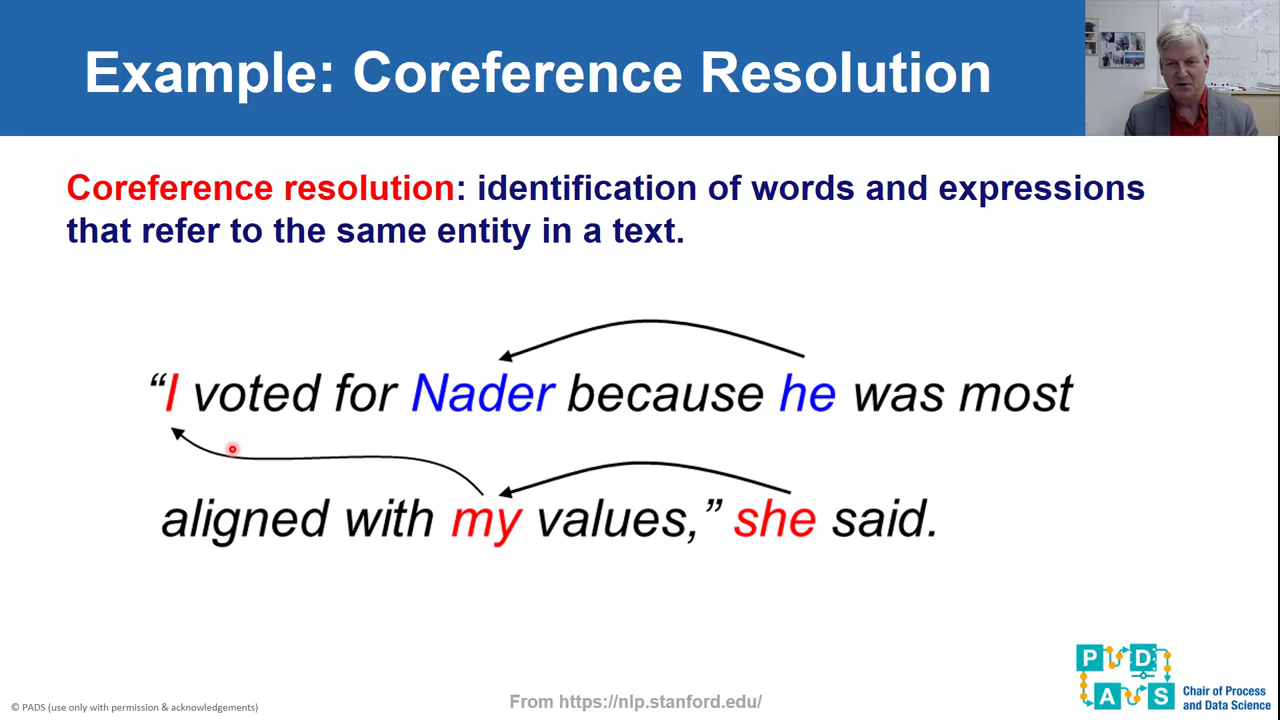 Example: Coreference Resolution
Coreference resolution: identification of words and expressions
that refer to the same entity in a text.
“I voted for Nader because he was most
aligned with my values,” she said.
P D
A S
Chair of Process
and Data Science
From https://nlp.stanford.edu/
© PADS (use only with permission & acknowledgements)